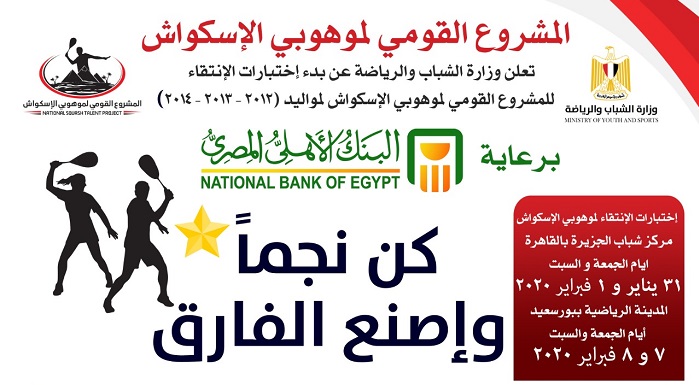 المشروع القومي لموهوبي الإسكواش
تعلن وزارة الشباب والرياضة عن بدء إختبارات الإنتقاء
للمشروع القومي لموهوبي الإسكواش لمواليد (٢٠١٢ - ٢٠١٣ - ٢٠١٤)
وزارة الشباب والرياضة
MINISTRY OF YOUTH AND SPORTS
المشروع القومي لموهوبي الإسكواش
NATIONAL SQUASH TALENT PROJECT
برعاية
البنك الأهلي المصري
NATIONAL BANK OF EGYPT
كن نجماً
وإصنع الفارق
إختبارات الإنتقاء لموهوبي الإسكواش
مركز شباب الجزيرة بالقاهرة
ايام الجمعة و السبت
٣١ يناير و ١ فبراير ٢٠٢٠
المدينة الرياضية ببورسعيد
أيام الجمعة والسبت
٧ و ٨ فبراير ٢٠٢٠